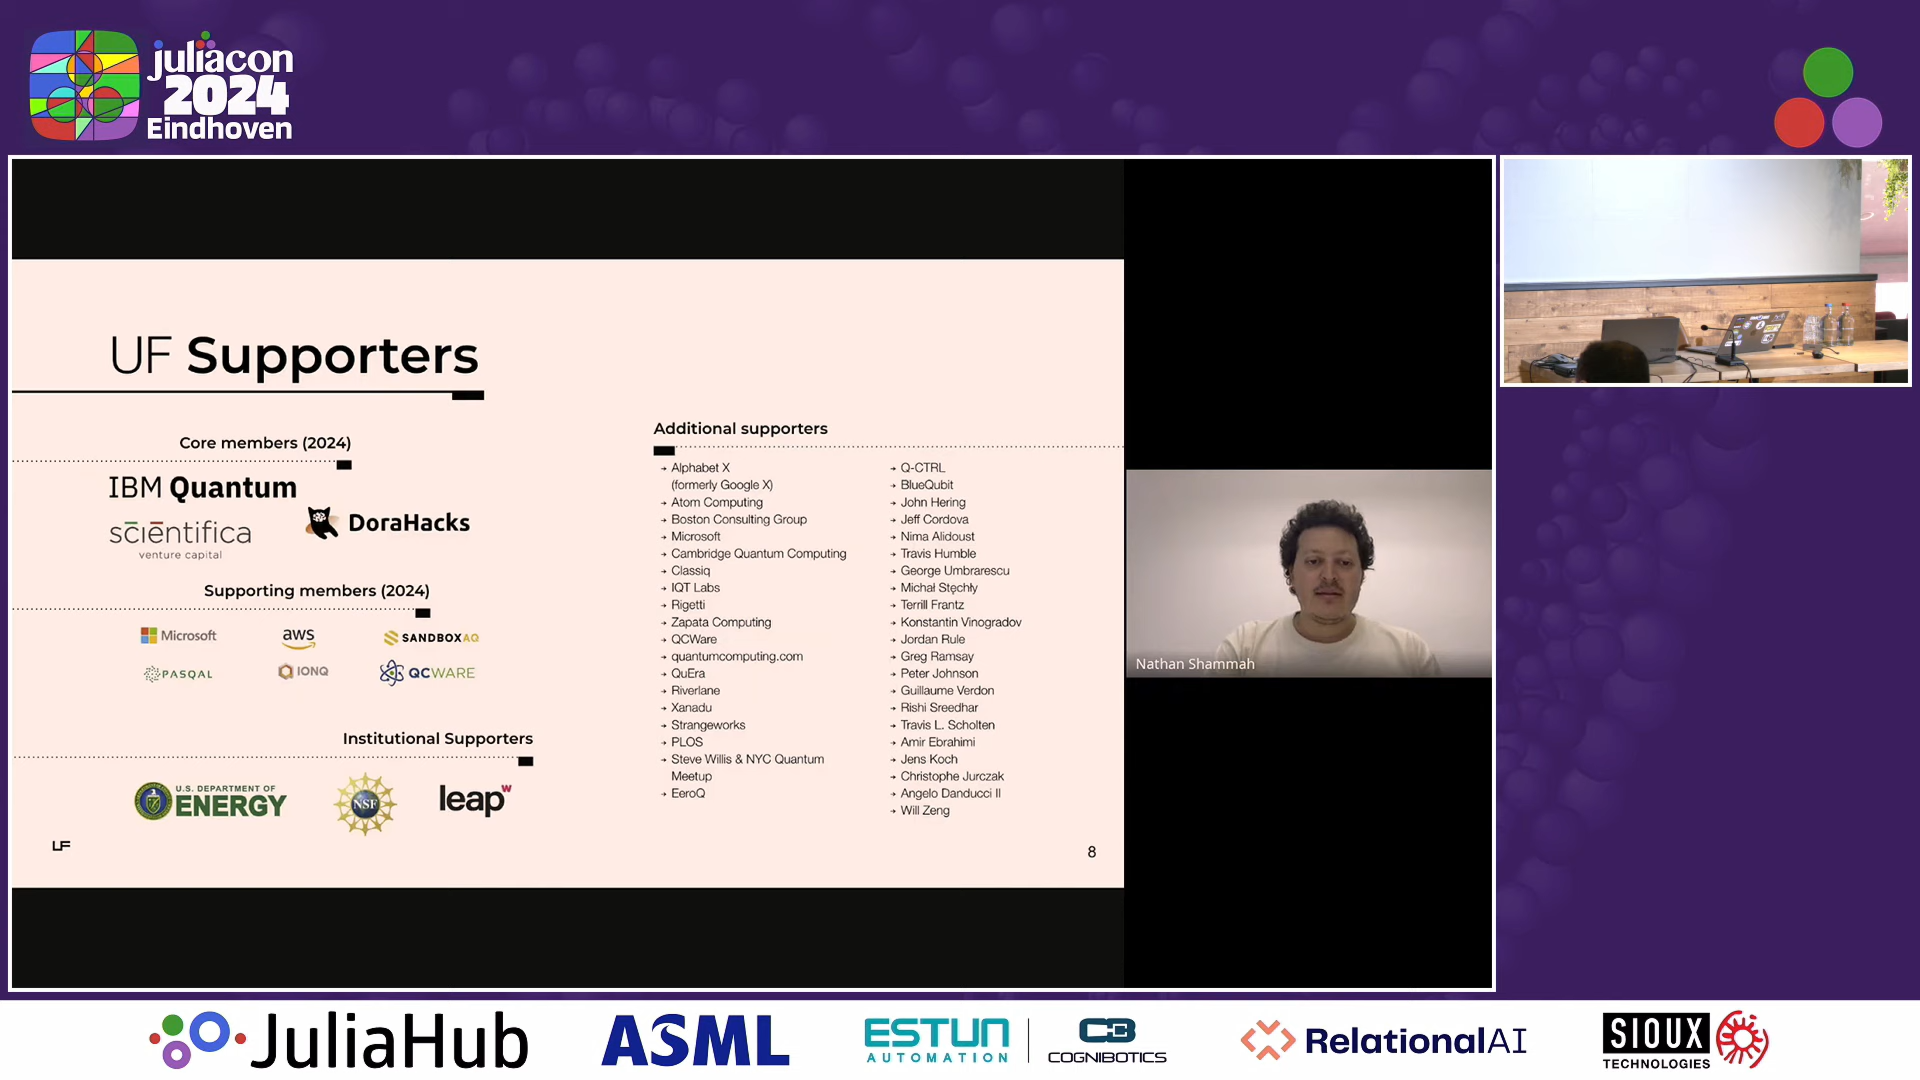 juliacon
2024
Eindhoven
UF Supporters
Core members (2024)
IBM Quantum
scientifica
venture capital
DoraHacks
Supporting members (2024)
Microsoft
aws
SANDBOXAQ
PASQAL
IONQ
QCWARE
Institutional Supporters
U.S. DEPARTMENT OF
ENERGY
NSF
leapw
UF
Additional supporters
→ Alphabet X
(formerly Google X)
→ Atom Computing
→ Boston Consulting Group
→ Microsoft
→ Cambridge Quantum Computing
→ Classiq
→ IQT Labs
→ Rigetti
→ Zapata Computing
→ QCWare
→ quantumcomputing.com
→ QuEra
→ Riverlane
→ Xanadu
→ Strangeworks
→ PLOS
→ Steve Willis & NYC Quantum
Meetup
→ EeroQ
→ Q-CTRL
→ BlueQubit
→ John Hering
→ Jeff Cordova
→ Nima Alidoust
→ Travis Humble
→ George Umbrarescu
→ Michał Stęchły
→ Terrill Frantz
→ Konstantin Vinogradov
→ Jordan Rule
→ Greg Ramsay
→ Peter Johnson
→ Guillaume Verdon
→ Rishi Sreedhar
→ Travis L. Scholten
→ Amir Ebrahimi
→ Jens Koch
→ Christophe Jurczak
→ Angelo Danducci II
→ Will Zeng
8
Nathan Shammah
JuliaHub
ASML
ESTUN
AUTOMATION
COGNIBOTICS
RelationalAI
SIOUX
TECHNOLOGIES